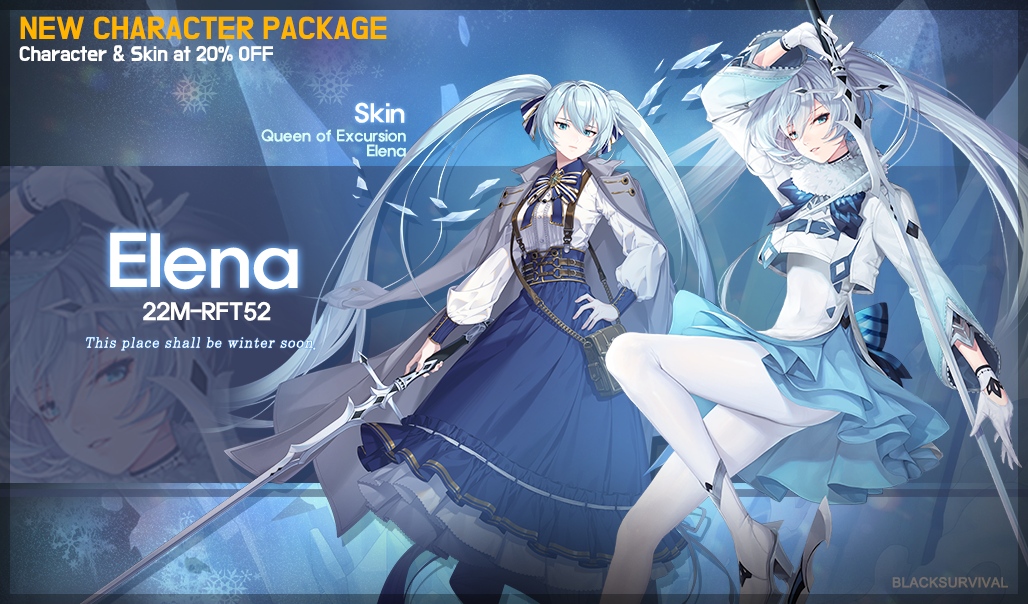 NEW CHARACTER PACKAGE
Character & Skin at 20% OFF
Skin
Queen of Excursion
Elena
Elena
22M-RFT52
This place shall be winter soon.
BLACKSURVIVAL